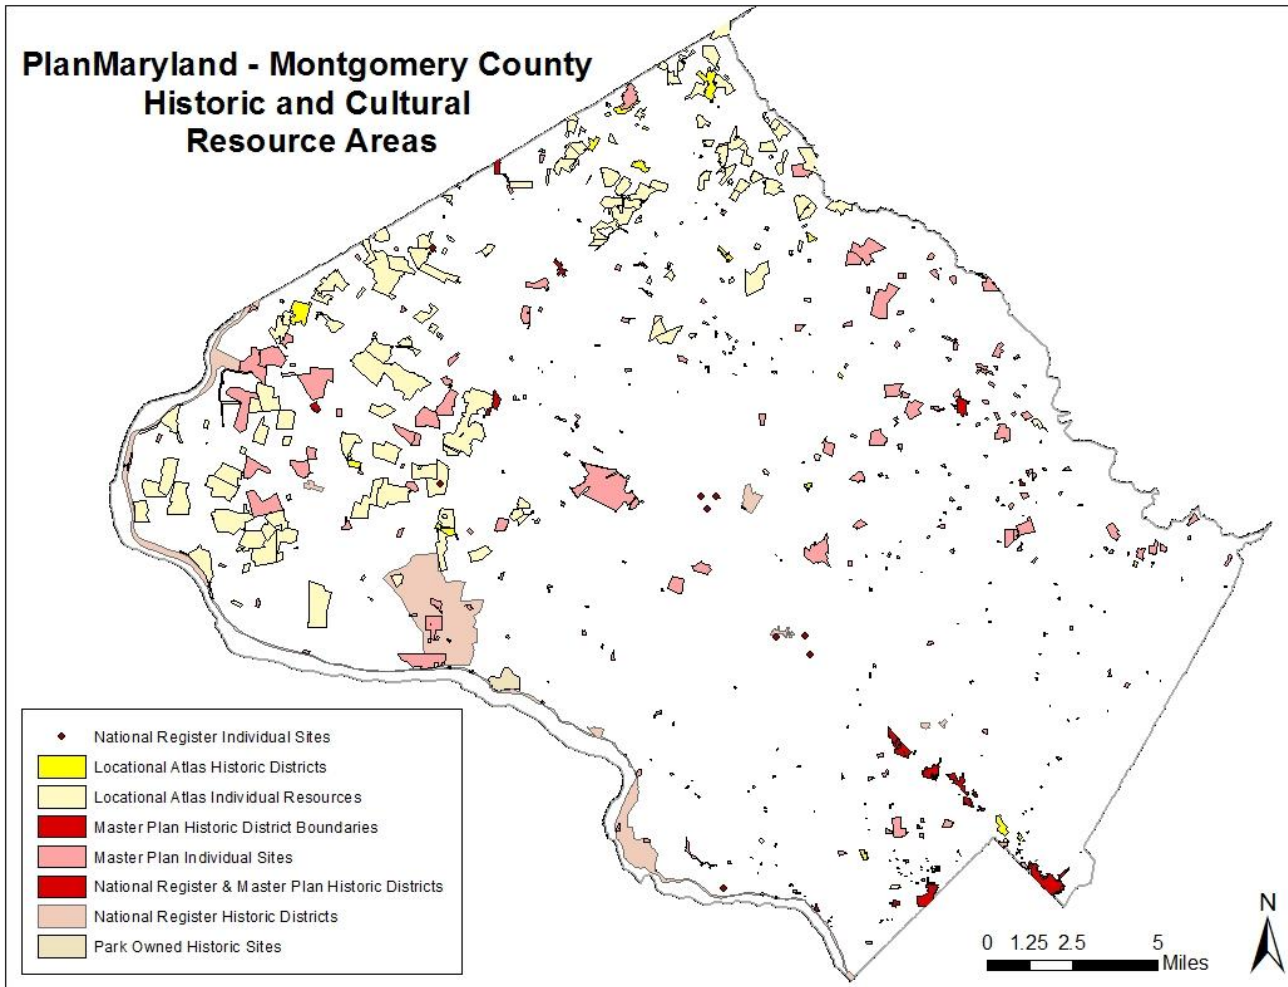 PlanMaryland - Montgomery County
Historic and Cultural
Resource Areas
National Register Individual Sites
Locational Atlas Historic Districts
Locational Atlas Individual Resources
Master Plan Historic District Boundaries
Master Plan Individual Sites
National Register & Master Plan Historic Districts
National Register Historic Districts
Park Owned Historic Sites
N
0 1.25 2.5 5
Miles